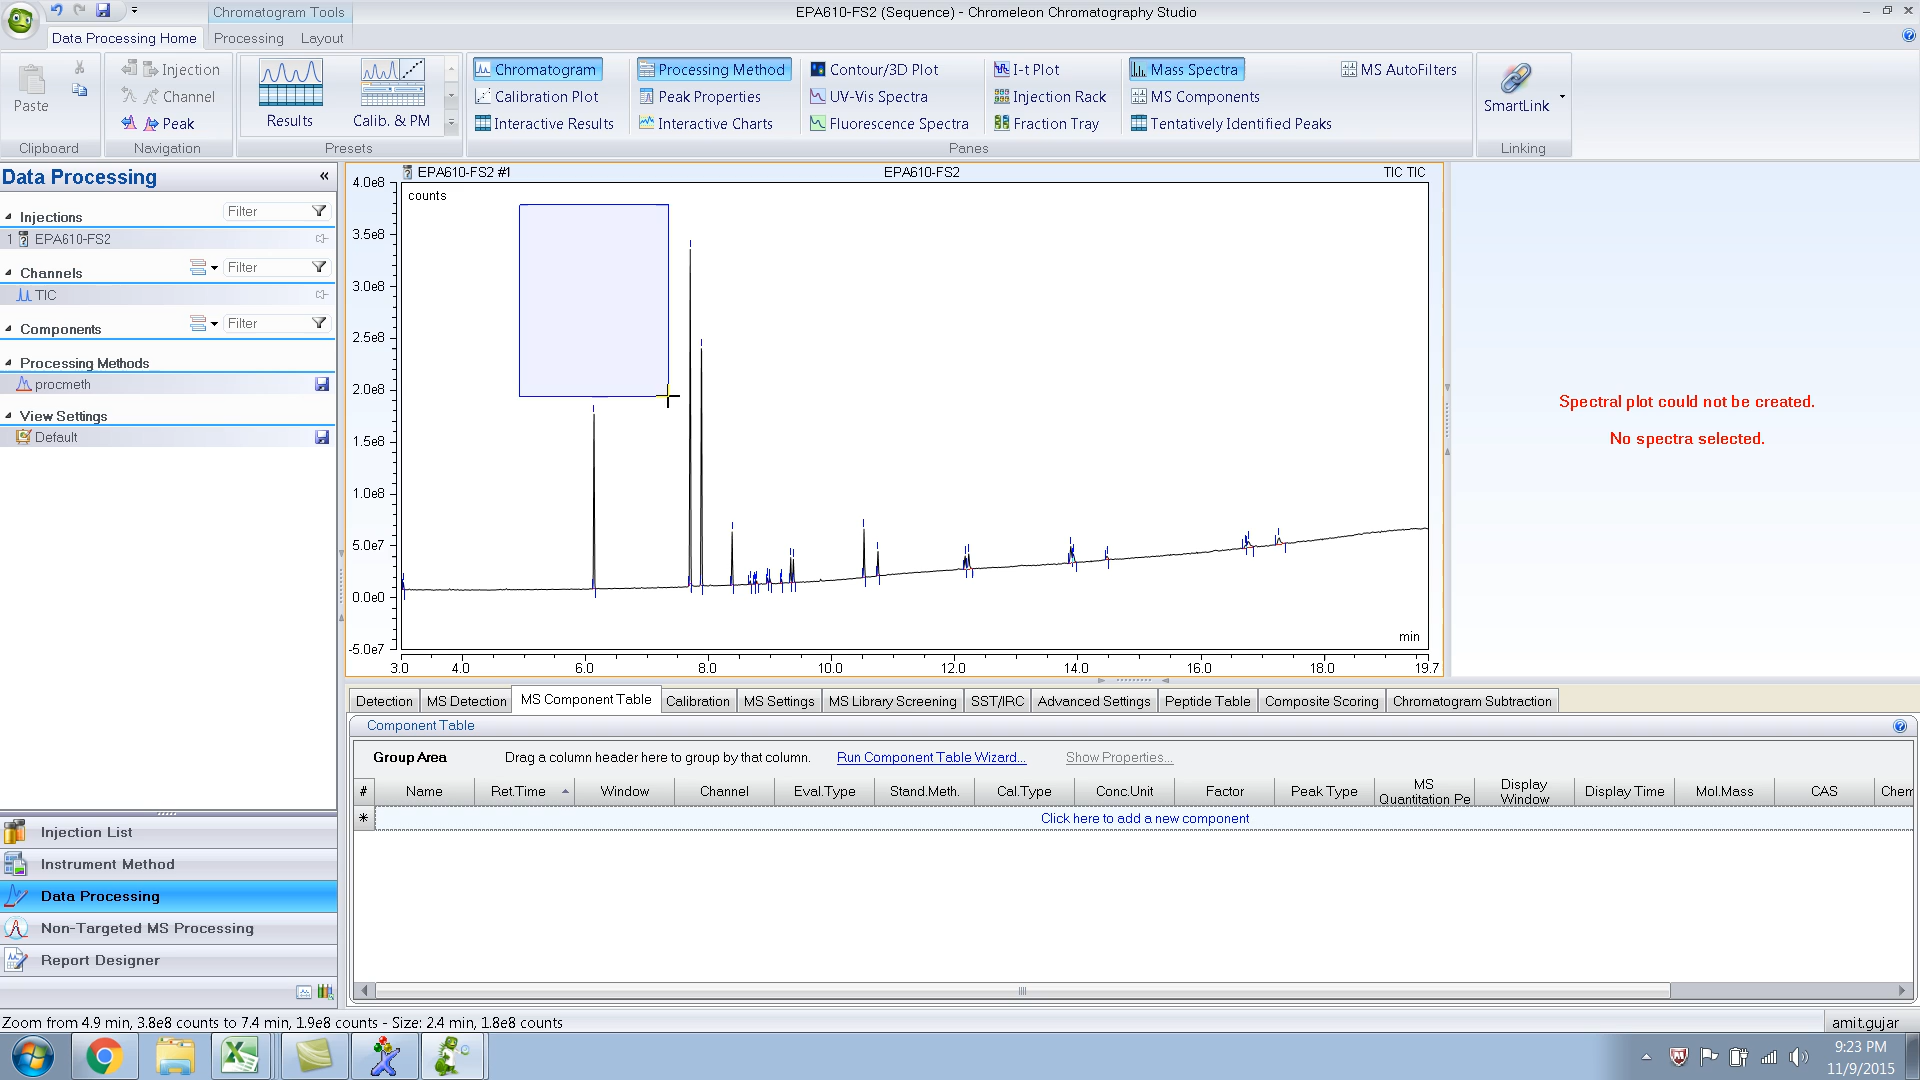 Chromatogram Tools
EPA610-FS2 (Sequence) - Chromeleon Chromatography Studio
Data Processing Home
Processing
Layout
Paste
Clipboard
Injection
Channel
Peak
Navigation
Results
Calib. & PM
Presets
Chromatogram
Calibration Plot
Interactive Results
Processing Method
Peak Properties
Interactive Charts
Contour/3D Plot
UV-Vis Spectra
Fluorescence Spectra
I-t Plot
Injection Rack
Fraction Tray
Mass Spectra
MS Components
Tentatively Identified Peaks
MS AutoFilters
Panes
SmartLink
Linking
Data Processing
«
Injections
Filter
1 EPA610-FS2
Channels
Filter
TIC
Components
Filter
Processing Methods
procmeth
View Settings
Default
Injection List
Instrument Method
Data Processing
Non-Targeted MS Processing
Report Designer
EPA610-FS2 #1
EPA610-FS2
TIC TIC
counts
4.0e8
3.5e8
3.0e8
2.5e8
2.0e8
1.5e8
1.0e8
5.0e7
0.0e0
-5.0e7
min
3.0 4.0 6.0 8.0 10.0 12.0 14.0 16.0 18.0 19.7
Spectral plot could not be created.
No spectra selected.
Detection
MS Detection
MS Component Table
Calibration
MS Settings
MS Library Screening
SST/IRC
Advanced Settings
Peptide Table
Composite Scoring
Chromatogram Subtraction
Component Table
Group Area
Drag a column header here to group by that column.
Run Component Table Wizard...
Show Properties...
# Name Ret.Time Window Channel Eval.Type Stand.Meth. Cal.Type Conc.Unit Factor Peak Type MS Quantitation Pe Display Window Display Time Mol.Mass CAS Chem
Click here to add a new component
Zoom from 4.9 min, 3.8e8 counts to 7.4 min, 1.9e8 counts - Size: 2.4 min, 1.8e8 counts
amit.gujar
9:23 PM
11/9/2015